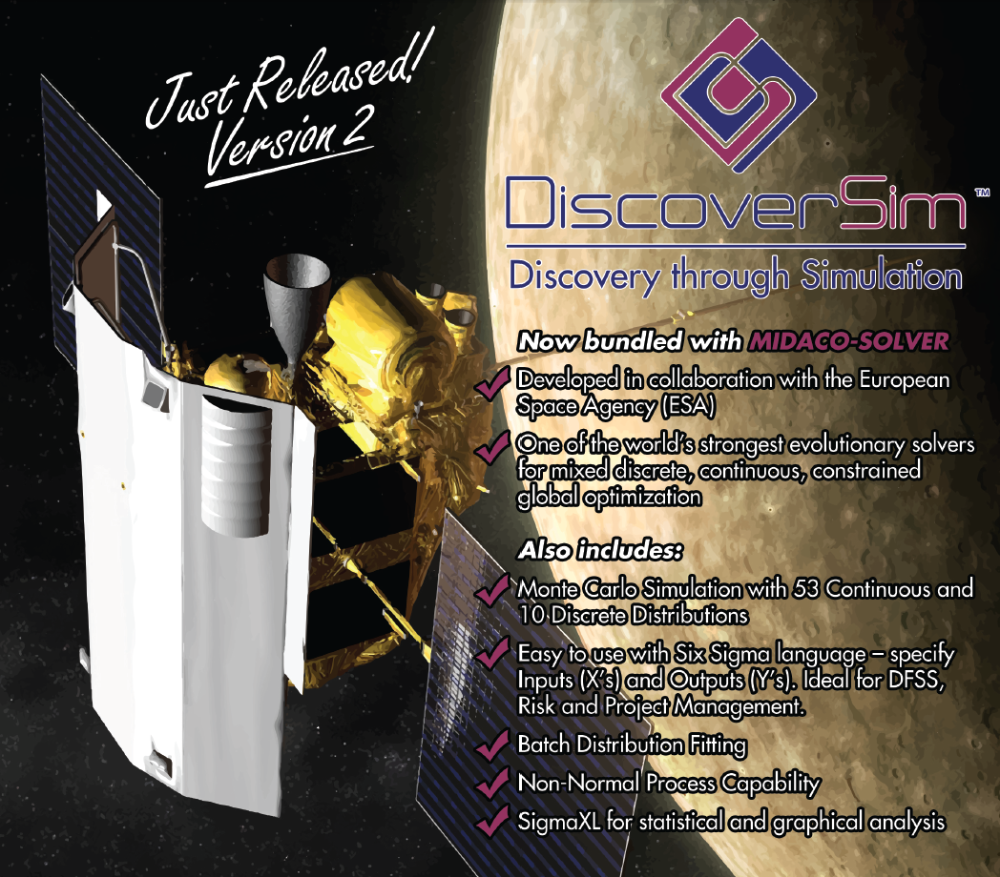 Just Released!
Version 2
DiscoverSim™
Discovery through Simulation
Now bundled with MIDACO-SOLVER
Developed in collaboration with the European
Space Agency (ESA)
One of the world's strongest evolutionary solvers
for mixed discrete, continuous, constrained
global optimization
Also includes:
Monte Carlo Simulation with 53 Continuous and
10 Discrete Distributions
Easy to use with Six Sigma language – specify
Inputs (X's) and Outputs (Y's). Ideal for DFSS,
Risk and Project Management.
Batch Distribution Fitting
Non-Normal Process Capability
SigmaXL for statistical and graphical analysis